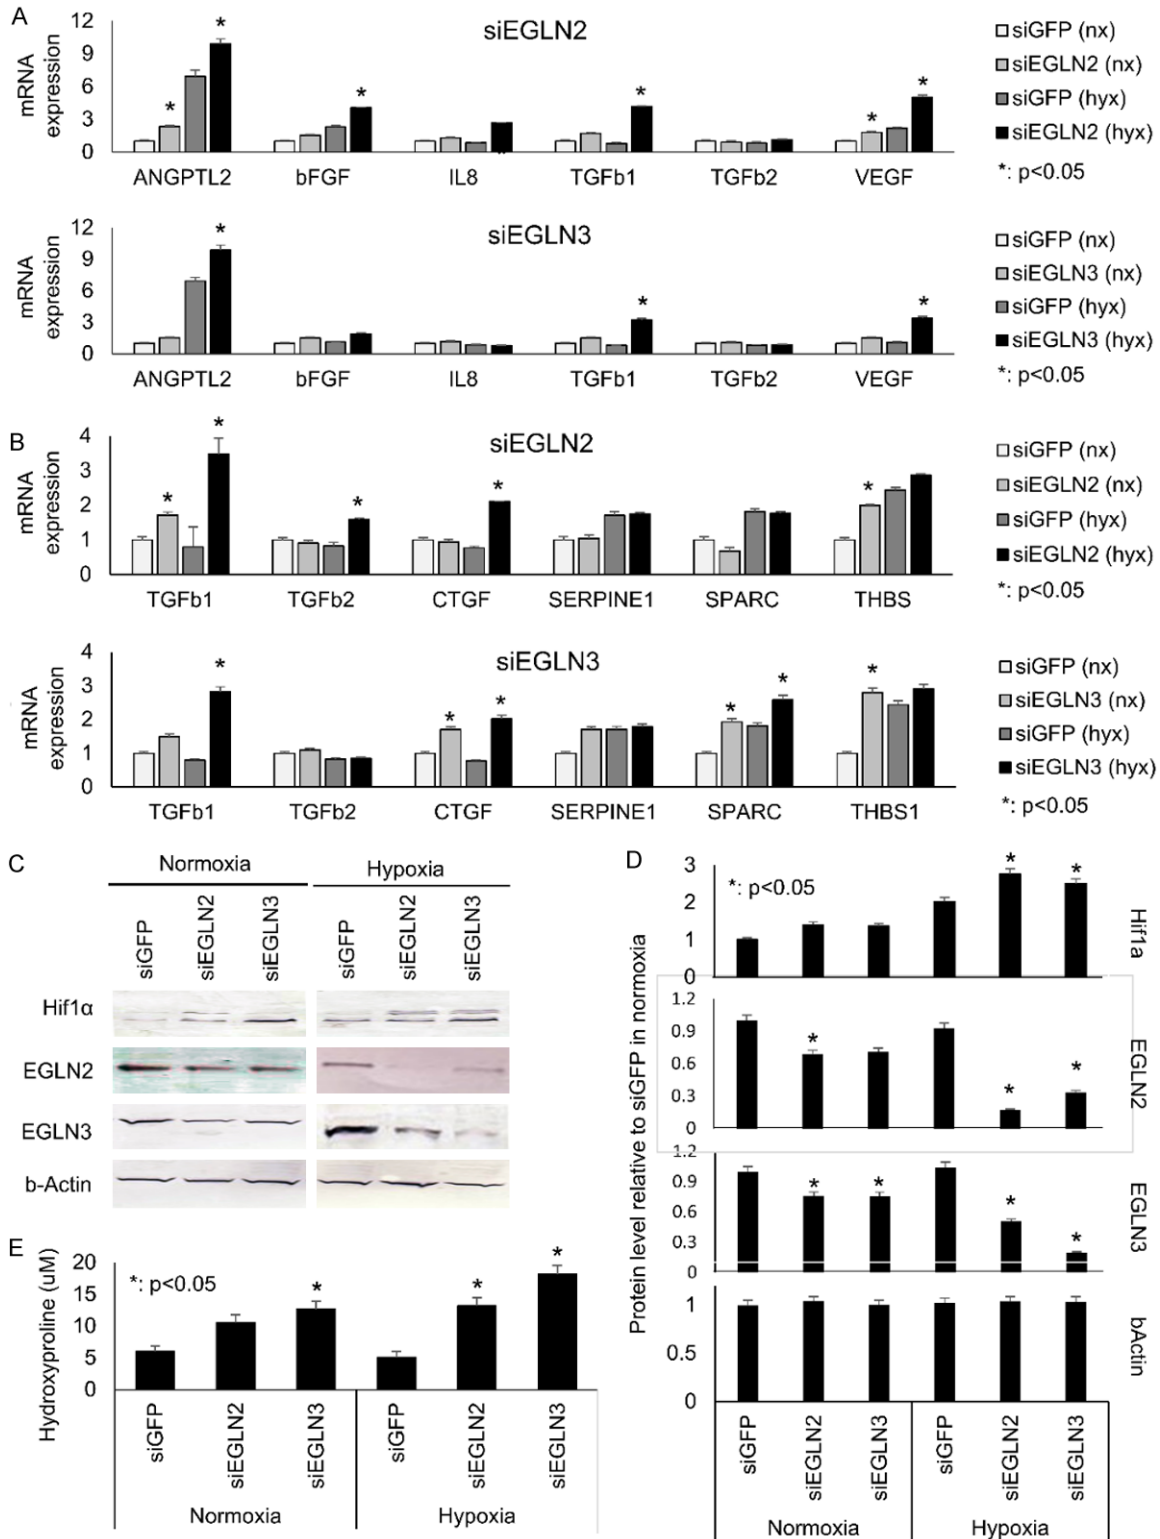 A
siEGLN2
mRNA
expression
12
9
6
3
0
*
*
*
*
*
*
ANGPTL2 bFGF IL8 TGFb1 TGFb2 VEGF
siGFP (nx)
siEGLN2 (nx)
siGFP (hyx)
siEGLN2 (hyx)
*: p<0.05
siEGLN3
mRNA
expression
12
9
6
3
0
*
*
*
ANGPTL2 bFGF IL8 TGFb1 TGFb2 VEGF
siGFP (nx)
siEGLN3 (nx)
siGFP (hyx)
siEGLN3 (hyx)
*: p<0.05
B
siEGLN2
mRNA
expression
4
3
2
1
0
*
*
*
*
*
TGFb1 TGFb2 CTGF SERPINE1 SPARC THBS
siGFP (nx)
siEGLN2 (nx)
siGFP (hyx)
siEGLN2 (hyx)
*: p<0.05
siEGLN3
mRNA
expression
4
3
2
1
0
*
*
*
*
*
*
TGFb1 TGFb2 CTGF SERPINE1 SPARC THBS1
siGFP (nx)
siEGLN3 (nx)
siGFP (hyx)
siEGLN3 (hyx)
*: p<0.05
C
Normoxia Hypoxia
siGFP siEGLN2 siEGLN3 siGFP siEGLN2 siEGLN3
Hif1α
EGLN2
EGLN3
b-Actin
D
Protein level relative to siGFP in normoxia
*: p<0.05
3
2
1
0
*
*
Hif1a
1.2
0.9
0.6
0.3
0
*
*
*
EGLN2
1.2
0.9
0.6
0.3
0
*
*
*
*
EGLN3
1
0.5
0
bActin
siGFP siEGLN2 siEGLN3 siGFP siEGLN2 siEGLN3
Normoxia Hypoxia
E
Hydroxyproline (uM)
*: p<0.05
20
15
10
5
0
*
*
*
siGFP siEGLN2 siEGLN3 siGFP siEGLN2 siEGLN3
Normoxia Hypoxia